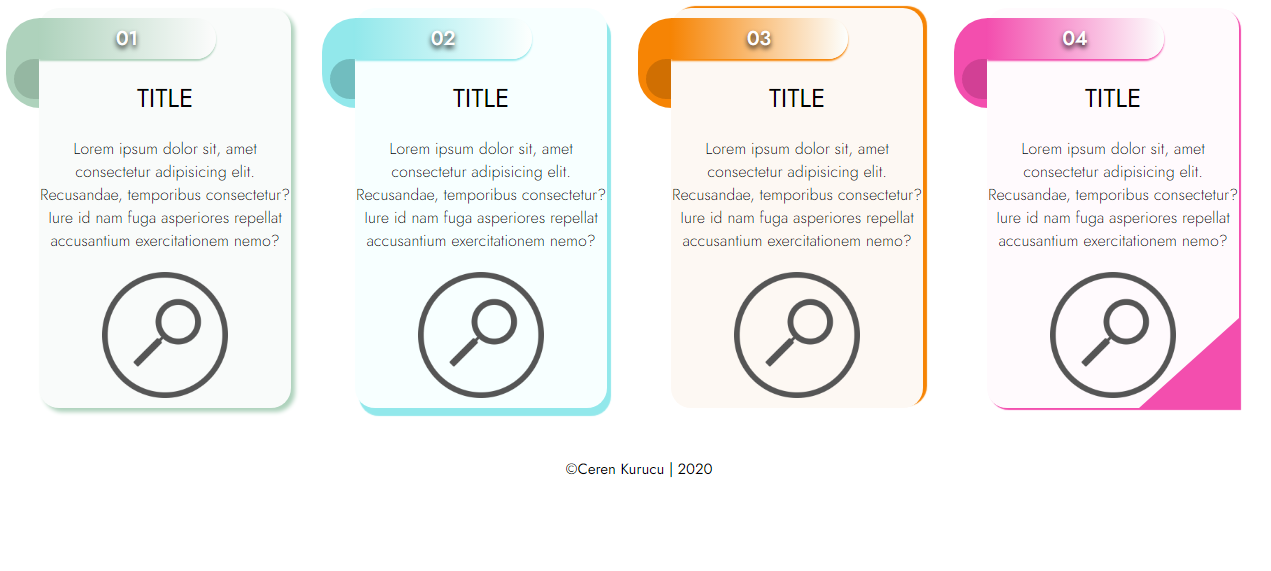 01
TITLE
Lorem ipsum dolor sit, amet
consectetur adipisicing elit.
Recusandae, temporibus consectetur?
Iure id nam fuga asperiores repellat
accusantium exercitationem nemo?
02
TITLE
Lorem ipsum dolor sit, amet
consectetur adipisicing elit.
Recusandae, temporibus consectetur?
Iure id nam fuga asperiores repellat
accusantium exercitationem nemo?
03
TITLE
Lorem ipsum dolor sit, amet
consectetur adipisicing elit.
Recusandae, temporibus consectetur?
Iure id nam fuga asperiores repellat
accusantium exercitationem nemo?
04
TITLE
Lorem ipsum dolor sit, amet
consectetur adipisicing elit.
Recusandae, temporibus consectetur?
Iure id nam fuga asperiores repellat
accusantium exercitationem nemo?
©Ceren Kurucu | 2020